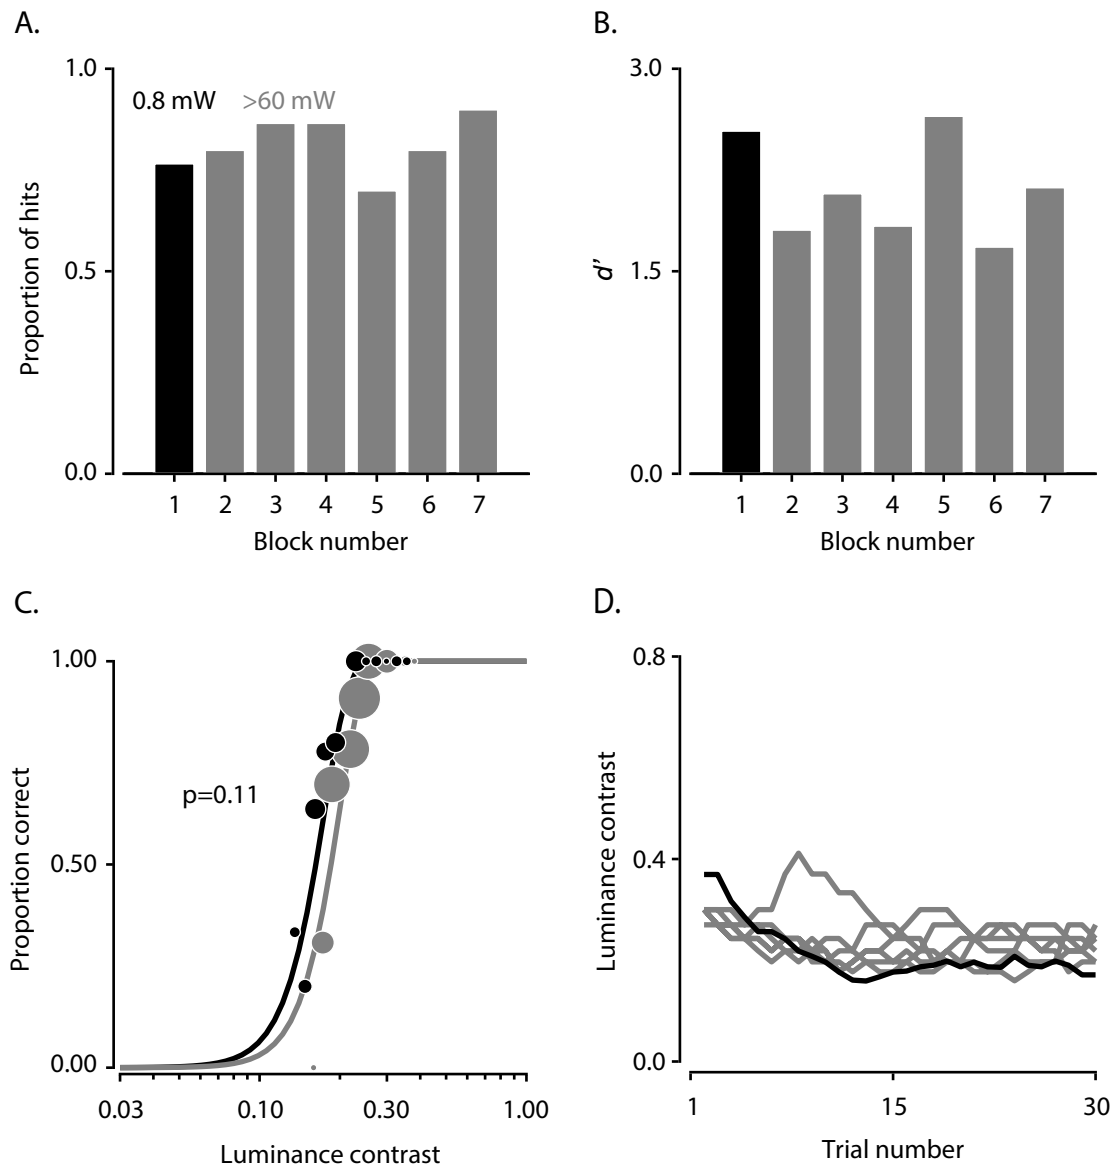 A.
1.0
0.8 mW >60 mW
0.5
0.0
Proportion of hits
1 2 3 4 5 6 7
Block number
B.
3.0
1.5
0.0
d’
1 2 3 4 5 6 7
Block number
C.
1.00
p=0.11
0.50
0.00
Proportion correct
0.03 0.10 0.30 1.00
Luminance contrast
D.
0.8
0.4
0.0
Luminance contrast
1 15 30
Trial number